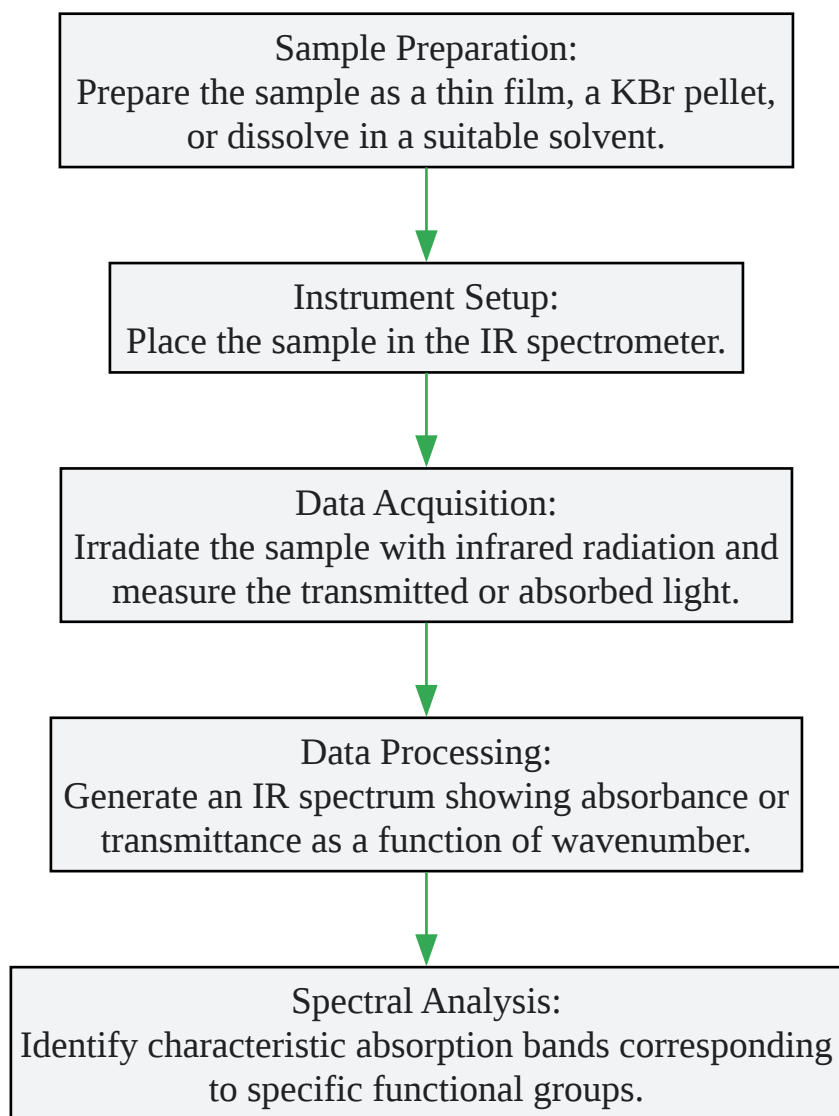 Sample Preparation:
Prepare the sample as a thin film, a KBr pellet,
or dissolve in a suitable solvent.
Instrument Setup:
Place the sample in the IR spectrometer.
Data Acquisition:
Irradiate the sample with infrared radiation and
measure the transmitted or absorbed light.
Data Processing:
Generate an IR spectrum showing absorbance or
transmittance as a function of wavenumber.
Spectral Analysis:
Identify characteristic absorption bands corresponding
to specific functional groups.